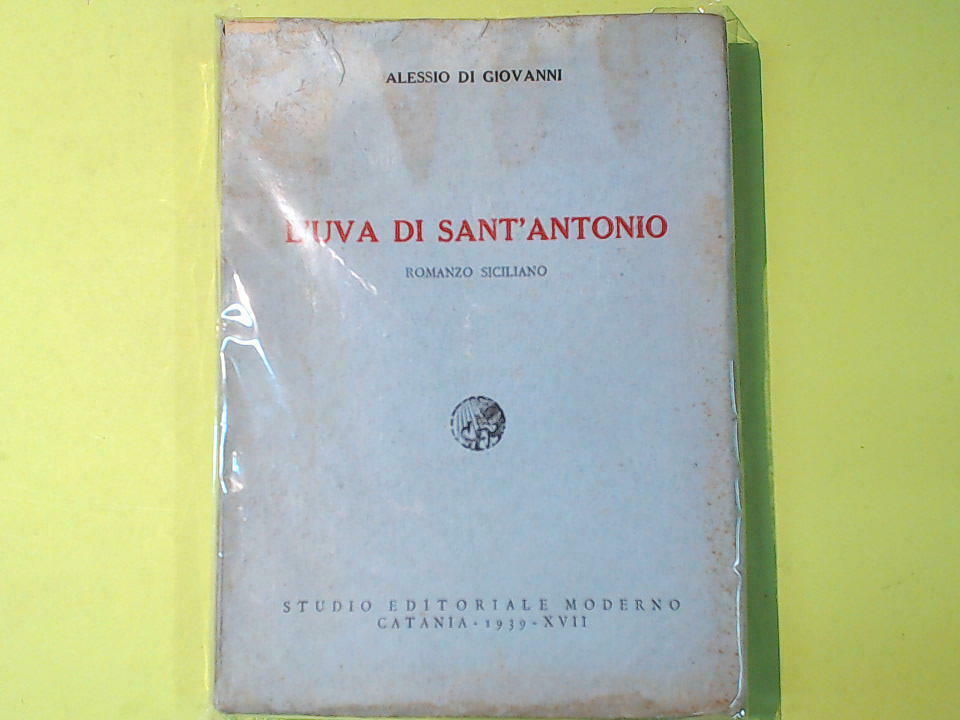 ALESSIO DI GIOVANNI
L'UVA DI SANT'ANTONIO
ROMANZO SICILIANO
STUDIO EDITORIALE MODERNO
CATANIA - 1939 - XVII